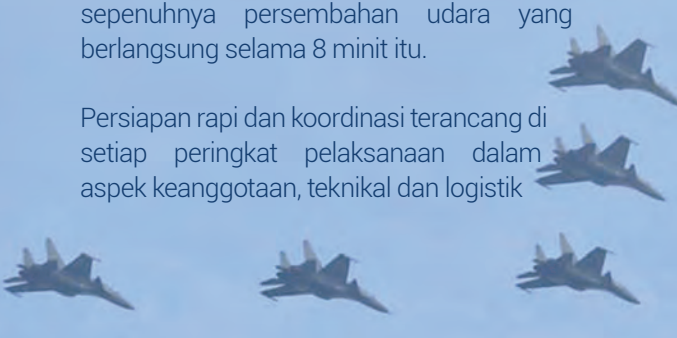 sepenuhnya persembahan udara yang
berlangsung selama 8 minit itu.
Persiapan rapi dan koordinasi terancang di
setiap peringkat pelaksanaan dalam
aspek keanggotaan, teknikal dan logistik